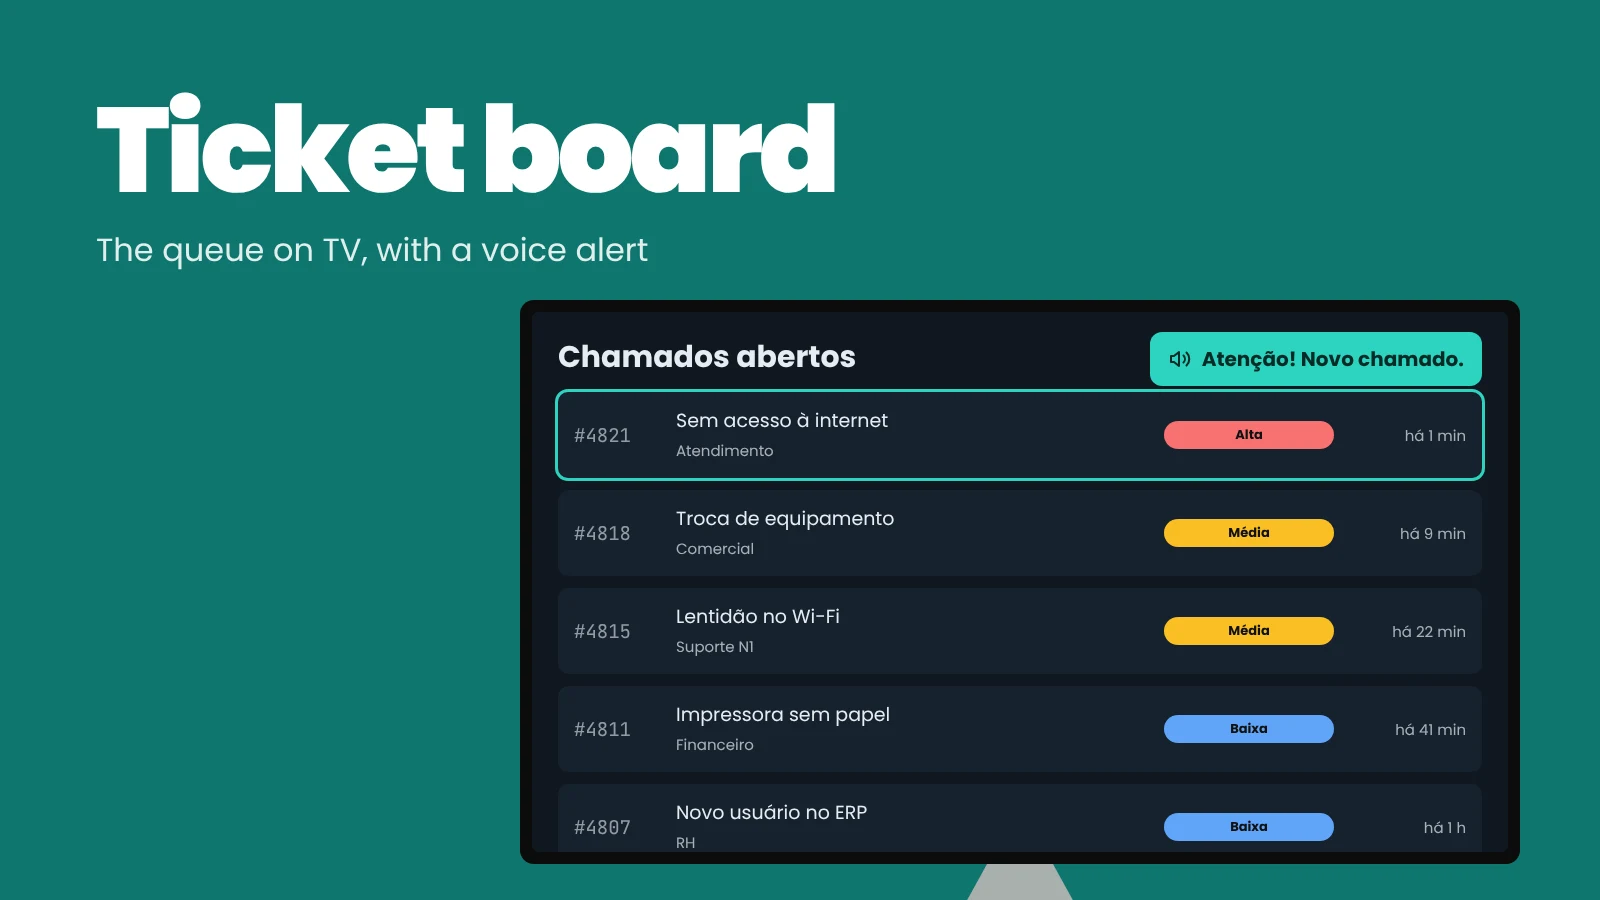 Ticket board
The queue on TV, with a voice alert
Chamados abertos
Atenção! Novo chamado.
#4821
Sem acesso à internet
Atendimento
Alta
há 1 min
#4818
Troca de equipamento
Comercial
Média
há 9 min
#4815
Lentidão no Wi-Fi
Suporte N1
Média
há 22 min
#4811
Impressora sem papel
Financeiro
Baixa
há 41 min
#4807
Novo usuário no ERP
RH
Baixa
há 1 h